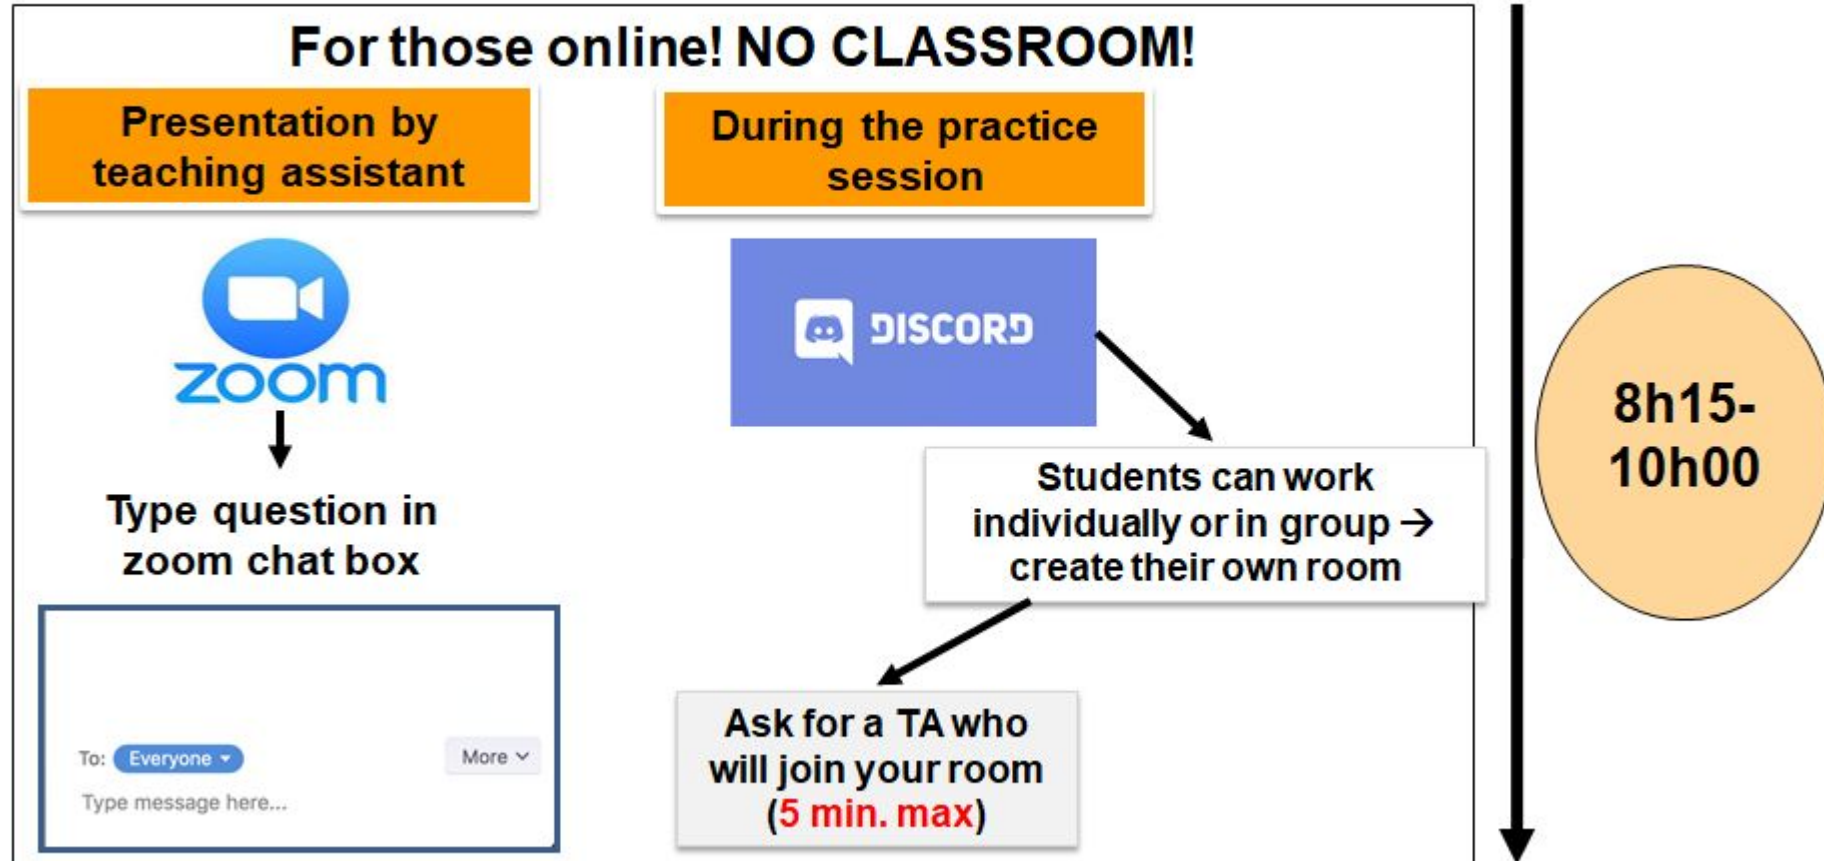 For those online! NO CLASSROOM!
Presentation by
teaching assistant
zoom
Type question in
zoom chat box
To: Everyone
More
Type message here...
During the practice
session
DISCORD
Students can work
individually or in group →
create their own room
Ask for a TA who
will join your room
(5 min. max)
8h15-
10h00